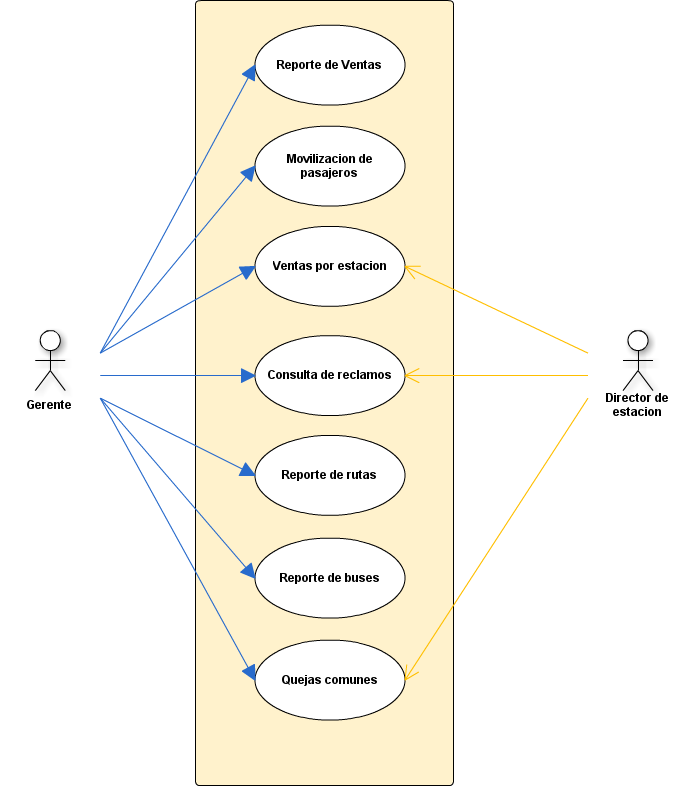 Reporte de Ventas
Movilizacion de
pasajeros
Ventas por estacion
Consulta de reclamos
Gerente
Director de
estacion
Reporte de rutas
Reporte de buses
Quejas comunes